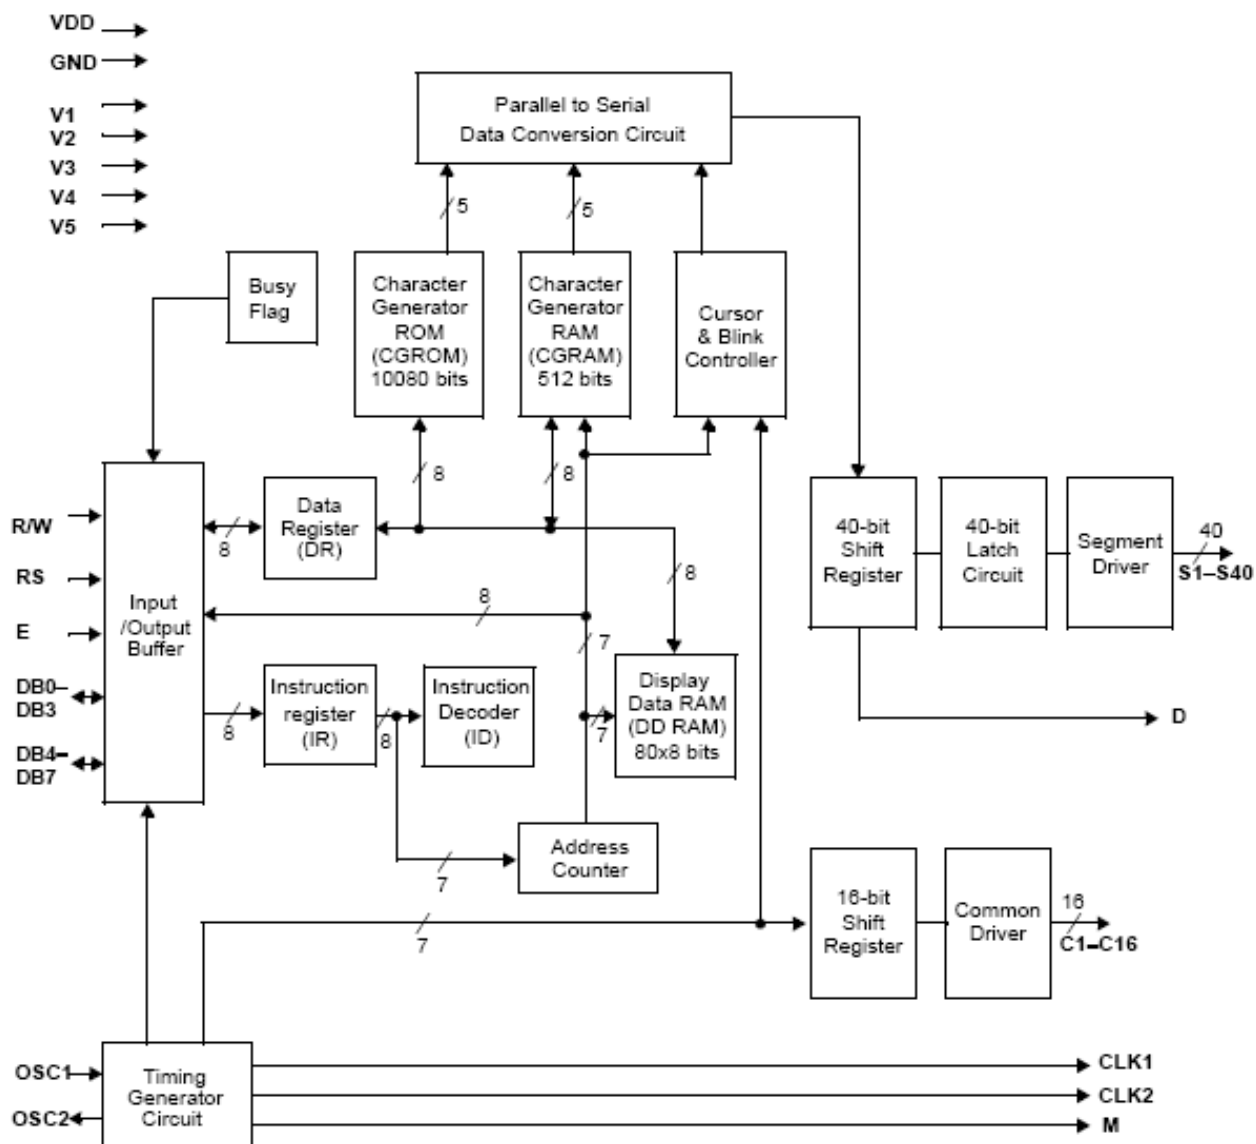 VDD
GND
V1
V2
V3
V4
V5
Parallel to Serial
Data Conversion Circuit
5
5
Busy
Flag
Character
Generator
ROM
(CGROM)
10080 bits
Character
Generator
RAM
(CGRAM)
512 bits
Cursor
& Blink
Controller
8
8
R/W
RS
E
DB0–
DB3
DB4–
DB7
Input
/Output
Buffer
8
Data
Register
(DR)
8
8
7
40-bit
Shift
Register
40-bit
Latch
Circuit
Segment
Driver
40
S1–S40
8
Instruction
register
(IR)
8
Instruction
Decoder
(ID)
7
Display
Data RAM
(DD RAM)
80x8 bits
D
7
Address
Counter
7
16-bit
Shift
Register
Common
Driver
16
C1–C16
OSC1
OSC2
Timing
Generator
Circuit
CLK1
CLK2
M